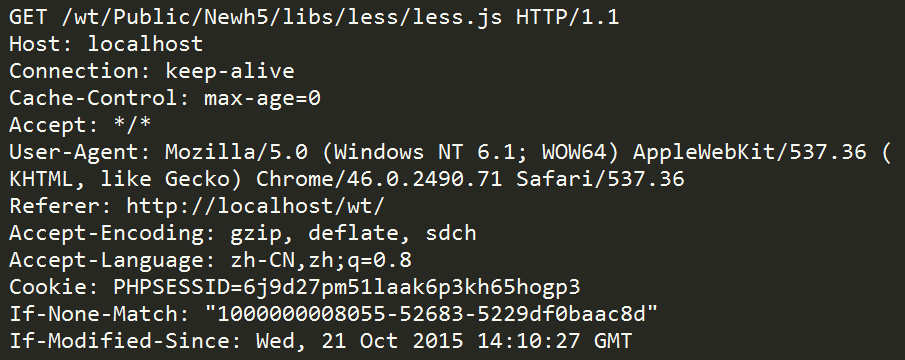 GET /wt/Public/Newh5/libs/less/less.js HTTP/1.1
Host: localhost
Connection: keep-alive
Cache-Control: max-age=0
Accept: */*
User-Agent: Mozilla/5.0 (Windows NT 6.1; WOW64) AppleWebKit/537.36 (
KHTML, like Gecko) Chrome/46.0.2490.71 Safari/537.36
Referer: http://localhost/wt/
Accept-Encoding: gzip, deflate, sdch
Accept-Language: zh-CN,zh;q=0.8
Cookie: PHPSESSID=6j9d27pm51laak6p3kh65hogp3
If-None-Match: "1000000008055-52683-5229df0baac8d"
If-Modified-Since: Wed, 21 Oct 2015 14:10:27 GMT